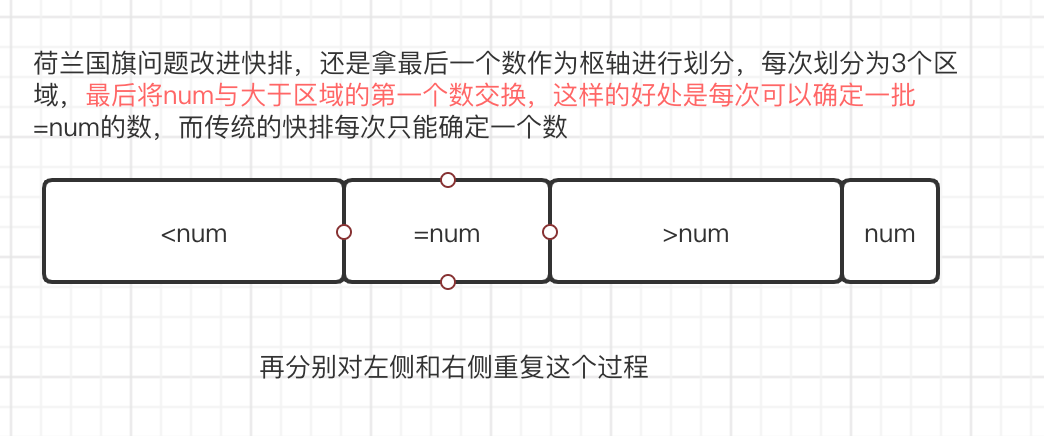 荷兰国旗问题改进快排，还是拿最后一个数作为枢轴进行划分，每次划分为3个区
域，最后将num与大于区域的第一个数交换，这样的好处是每次可以确定一批
=num的数，而传统的快排每次只能确定一个数
<num
=num
>num
num
再分别对左侧和右侧重复这个过程